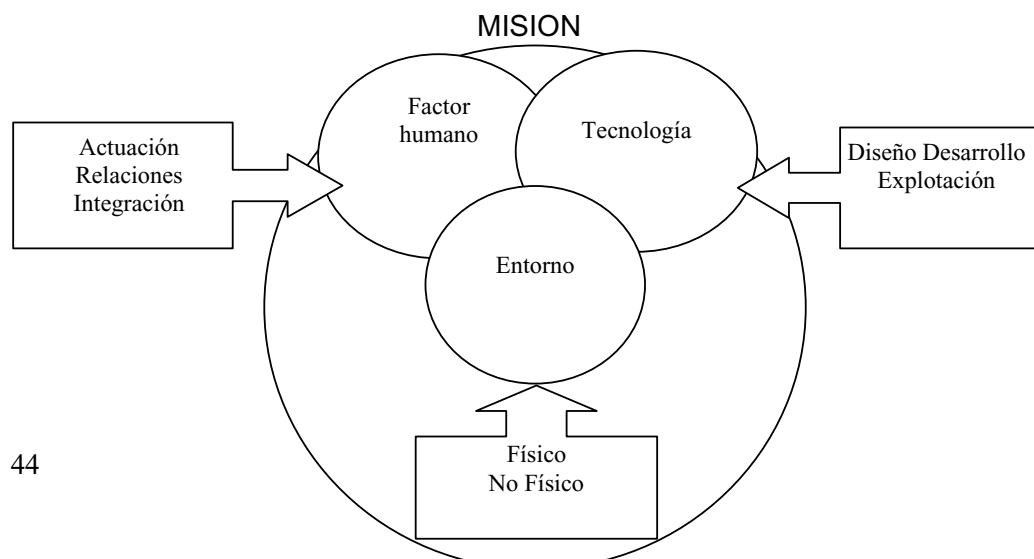 MISION
Factor
humano
Tecnología
Actuación
Relaciones
Integración
Diseño Desarrollo
Explotación
Entorno
Físico
No Físico
44